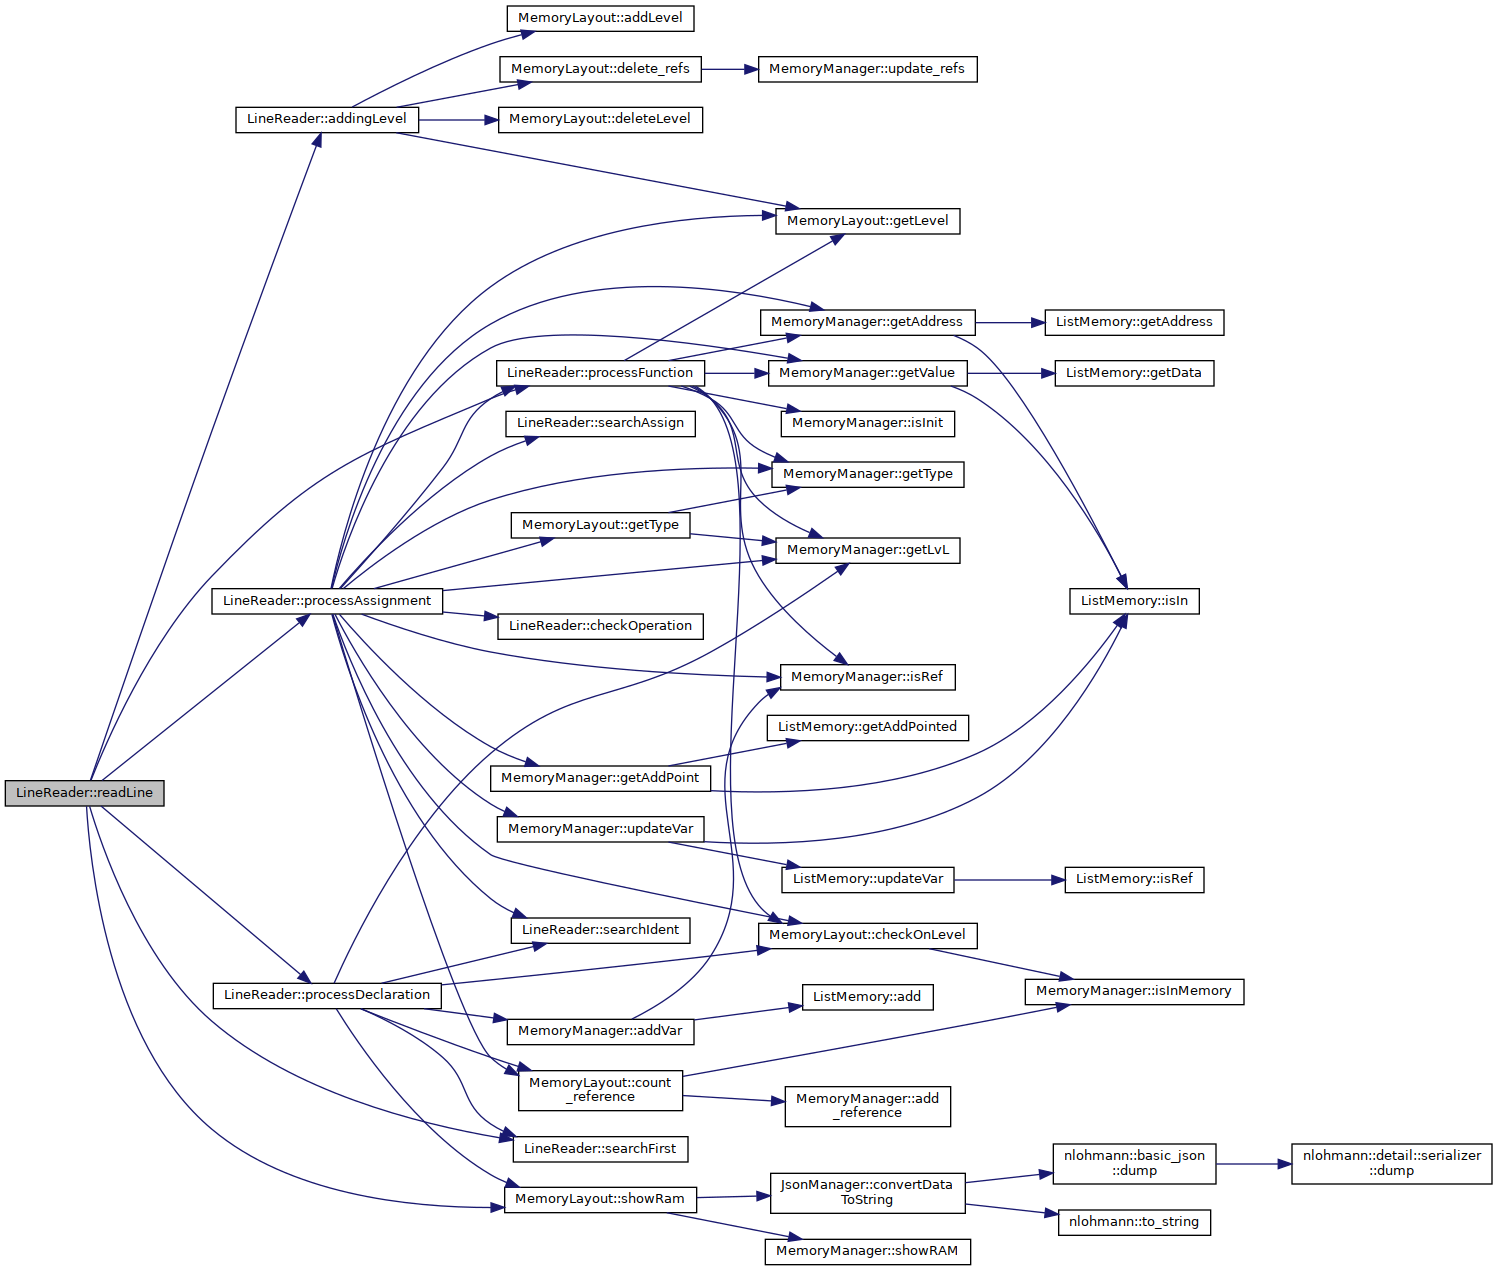 MemoryLayout::addLevel
MemoryLayout::delete_refs
MemoryManager::update_refs
LineReader::addingLevel
MemoryLayout::deleteLevel
MemoryLayout::getLevel
MemoryManager::getAddress
ListMemory::getAddress
LineReader::processFunction
MemoryManager::getValue
ListMemory::getData
LineReader::searchAssign
MemoryManager::isInit
MemoryManager::getType
MemoryLayout::getType
MemoryManager::getLvL
LineReader::processAssignment
ListMemory::isIn
LineReader::checkOperation
MemoryManager::isRef
ListMemory::getAddPointed
MemoryManager::getAddPoint
LineReader::readLine
MemoryManager::updateVar
ListMemory::updateVar
ListMemory::isRef
LineReader::searchIdent
MemoryLayout::checkOnLevel
LineReader::processDeclaration
ListMemory::add
MemoryManager::isInMemory
MemoryManager::addVar
MemoryLayout::count
_reference
MemoryManager::add
_reference
LineReader::searchFirst
nlohmann::basic_json
::dump
nlohmann::detail::serializer
::dump
MemoryLayout::showRam
JsonManager::convertData
ToString
nlohmann::to_string
MemoryManager::showRAM